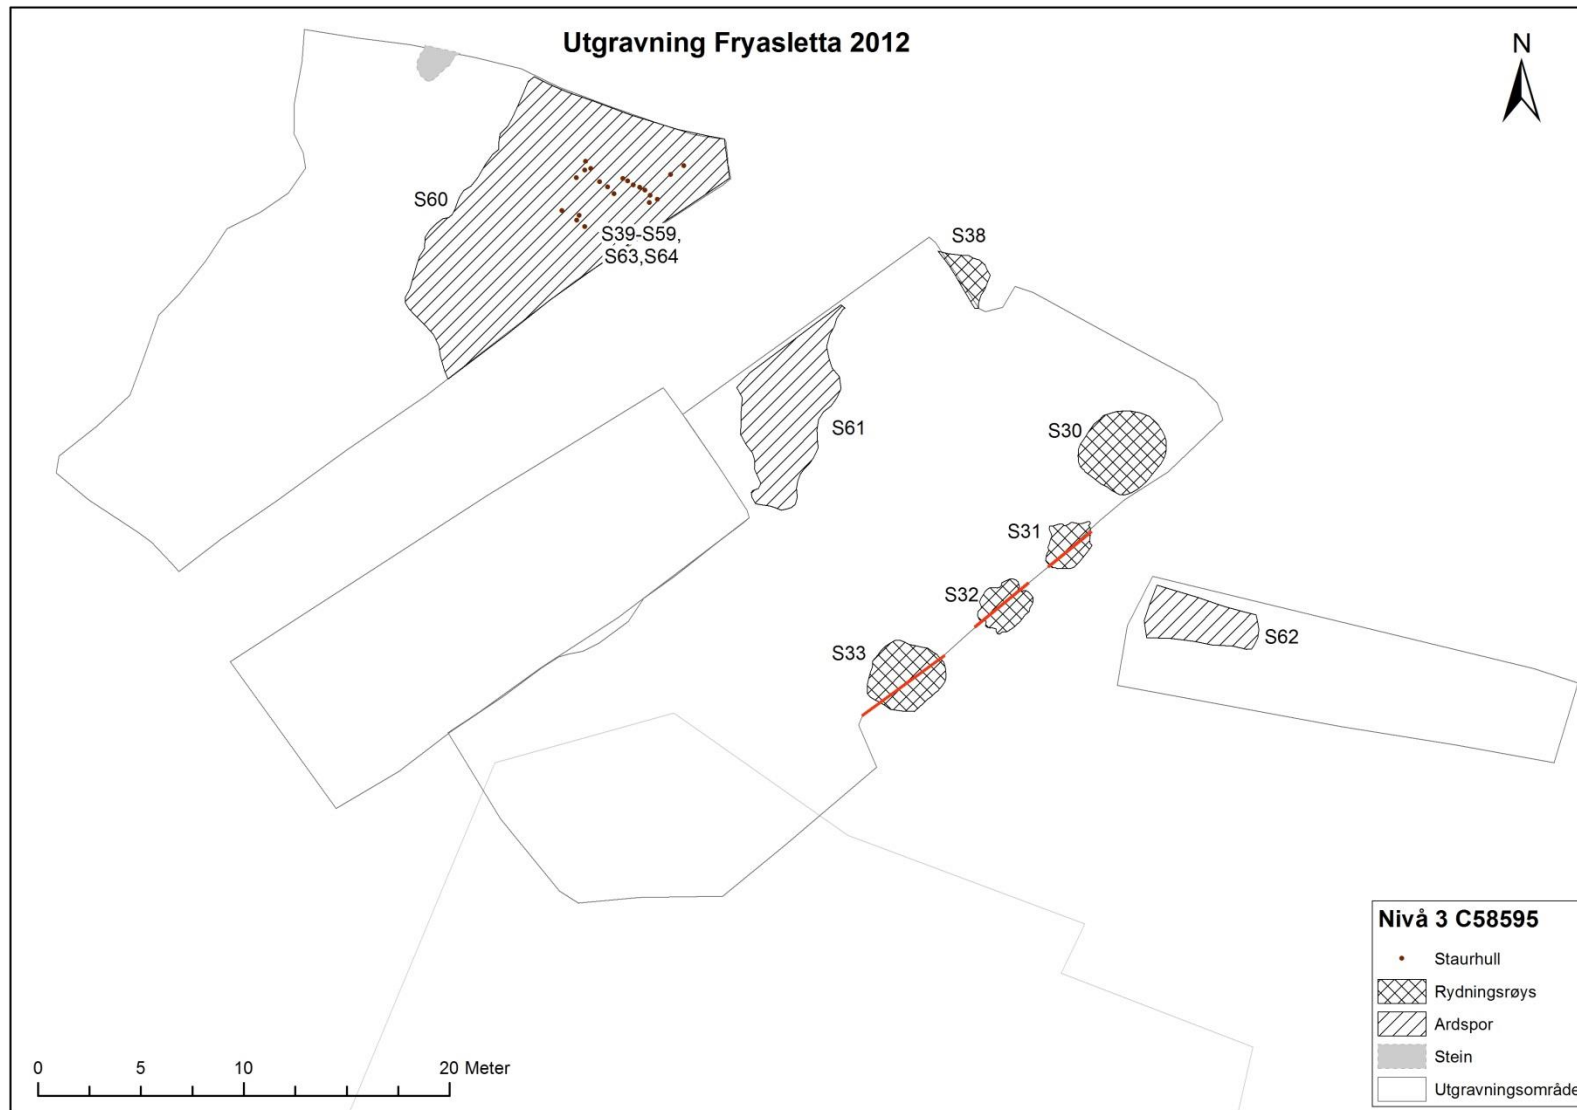 Utgravning Fryasletta 2012
N
S60
S39-S59,
S63,S64
S38
S61
S30
S31
S32
S33
S62
Nivå 3 C58595
Staurhull
Rydningsrøys
Ardspor
Stein
Utgravningsområde
0 5 10 20 Meter